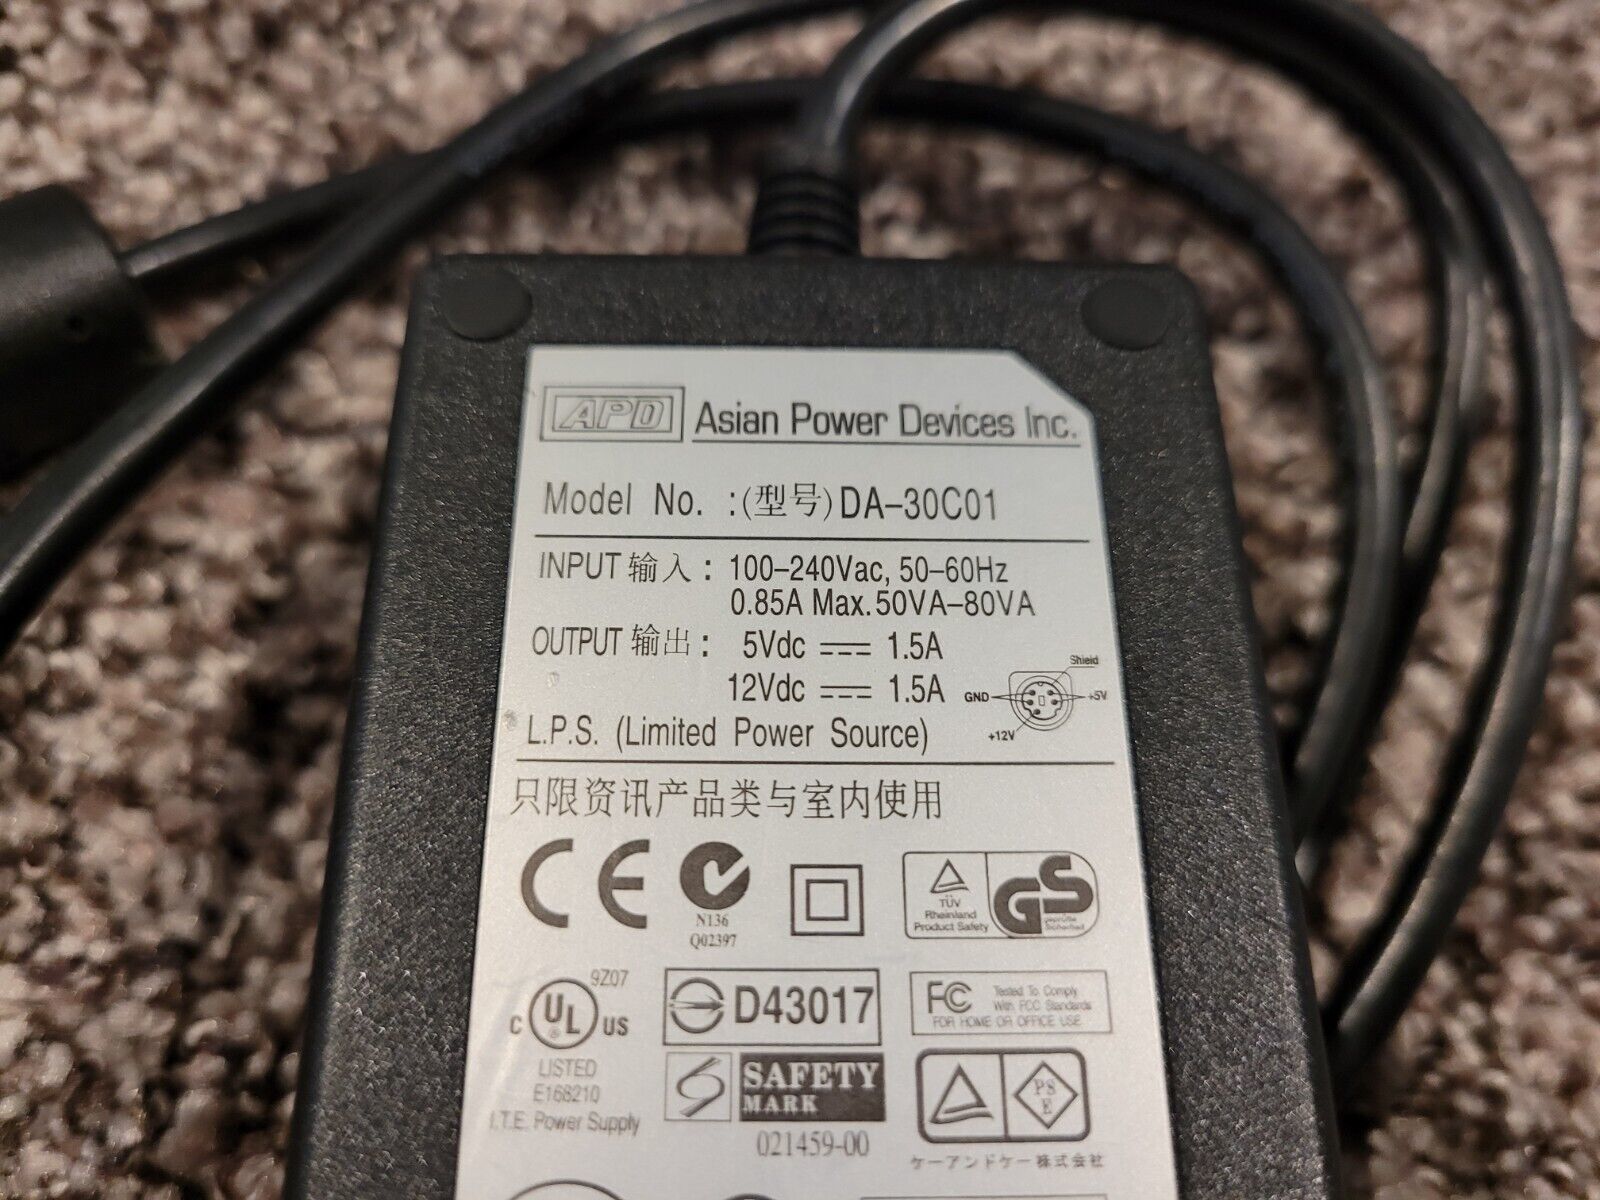 APD Asian Power Devices Inc.
Model No. :(型号)DA-30C01
INPUT 输入: 100-240Vac, 50-60Hz
0.85A Max. 50VA-80VA
OUTPUT 输出: 5Vdc ⎓ 1.5A
12Vdc ⎓ 1.5A
Shield
GND
+5V
+12V
L.P.S. (Limited Power Source)
只限资讯产品类与室内使用
CE
N136
Q02397
TÜV
Rheinland
Product Safety
GS
geprüfte
Sicherheit
9Z07
C UL US
®
LISTED
E168210
I.T.E. Power Supply
D43017
FC Tested To Comply
With FCC Standards
FOR HOME OR OFFICE USE
S SAFETY
MARK
021459-00
PS
E
ケーアンドケー株式会社